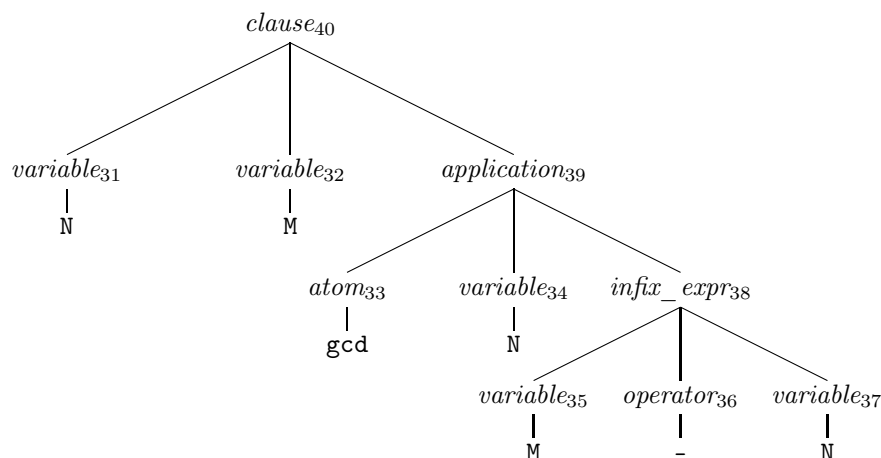 clause40
variable31 variable32 application39
N M
atom33 variable34 infix_expr38
gcd N
variable35 operator36 variable37
M - N